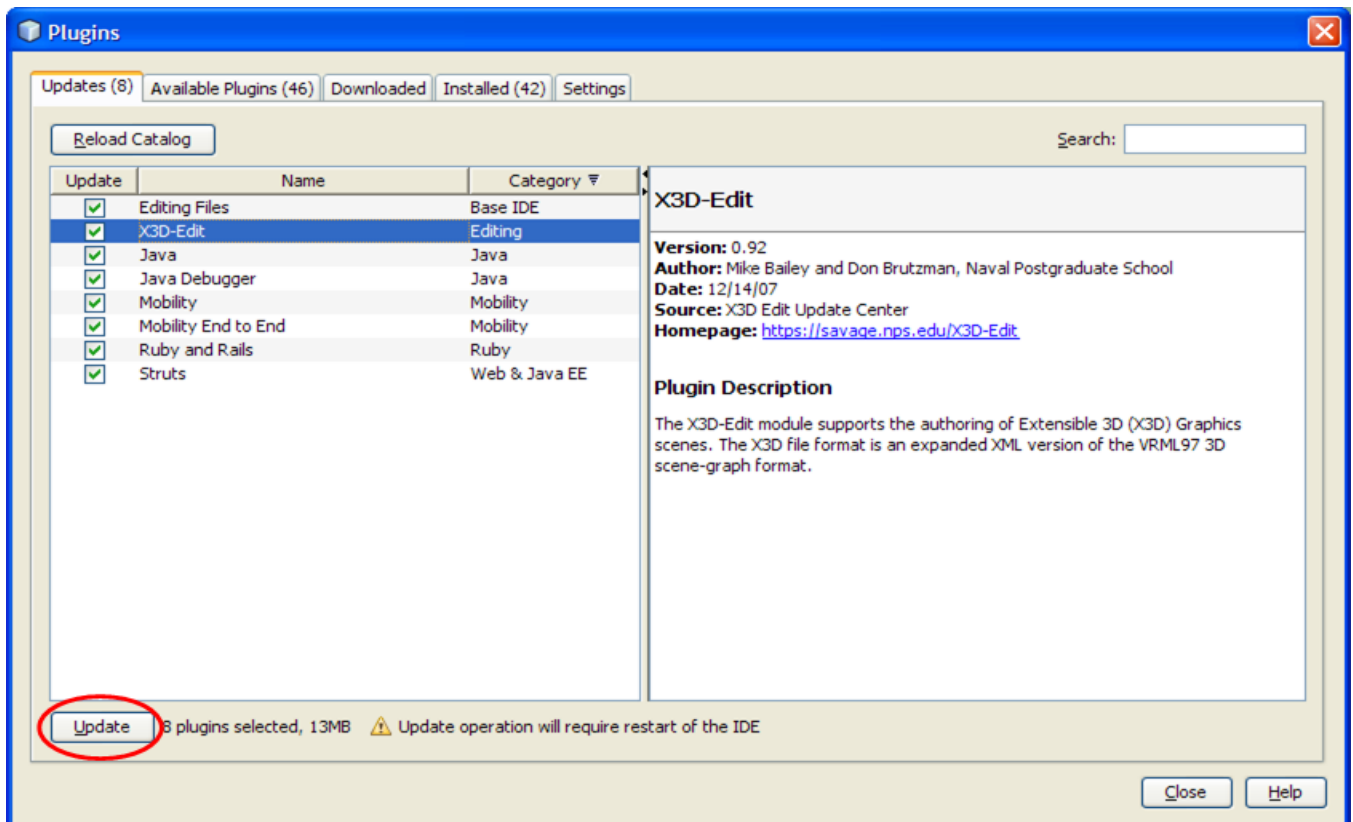 Plugins
Updates (8) Available Plugins (46) Downloaded Installed (42) Settings
Reload Catalog Search:
Update Name Category
Editing Files Base IDE
X3D-Edit Editing
Java Java
Java Debugger Java
Mobility Mobility
Mobility End to End Mobility
Ruby and Rails Ruby
Struts Web & Java EE
X3D-Edit
Version: 0.92
Author: Mike Bailey and Don Brutzman, Naval Postgraduate School
Date: 12/14/07
Source: X3D Edit Update Center
Homepage: https://savage.nps.edu/X3D-Edit
Plugin Description
The X3D-Edit module supports the authoring of Extensible 3D (X3D) Graphics
scenes. The X3D file format is an expanded XML version of the VRML97 3D
scene-graph format.
Update 8 plugins selected, 13MB Update operation will require restart of the IDE
Close Help